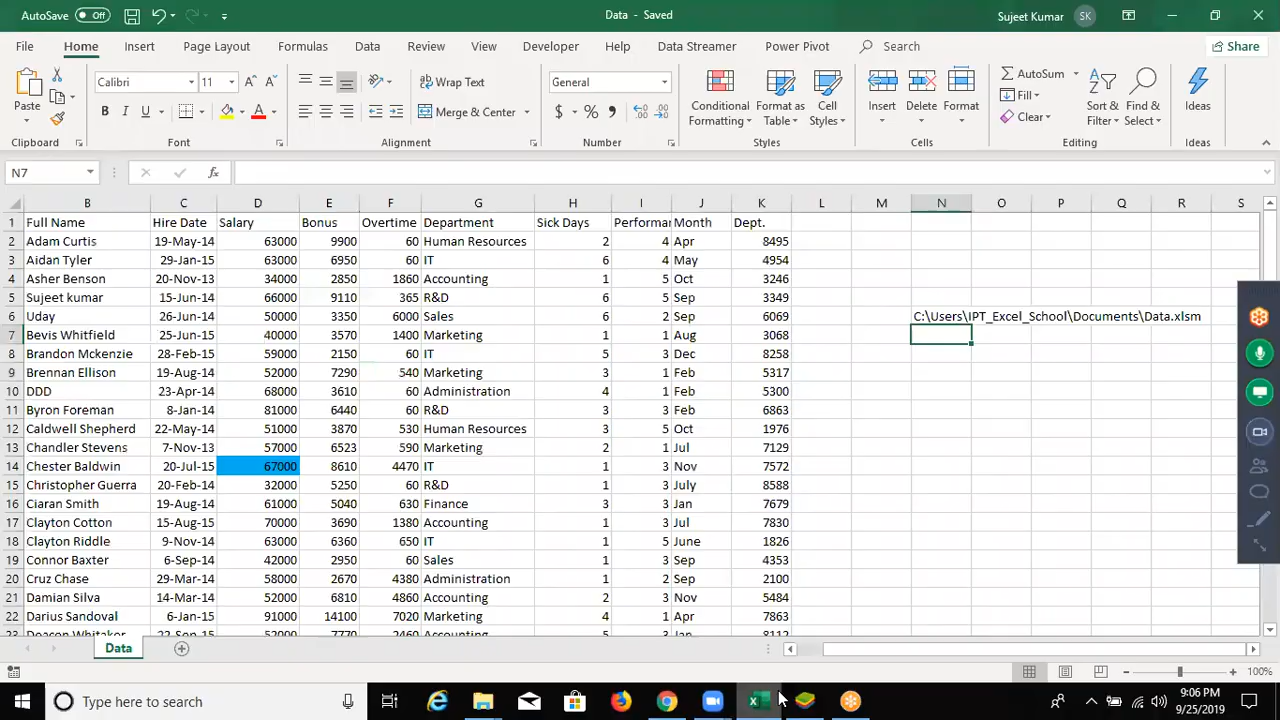 AutoSave Off Data - Saved Sujeet Kumar SK
File Home Insert Page Layout Formulas Data Review View Developer Help Data Streamer Power Pivot Search Share
Calibri 11 Wrap Text General AutoSum
Paste B I U Merge & Center $ % Conditional Formatting Format as Table Cell Styles Insert Delete Format Fill Clear Sort & Filter Find & Select Ideas
Clipboard Font Alignment Number Styles Cells Editing Ideas
N7 fx
B C D E F G H I J K L M N O P Q R S
1 Full Name Hire Date Salary Bonus Overtime Department Sick Days Performar Month Dept.
2 Adam Curtis 19-May-14 63000 9900 60 Human Resources 2 4 Apr 8495
3 Aidan Tyler 29-Jan-15 63000 6950 60 IT 6 4 May 4954
4 Asher Benson 20-Nov-13 34000 2850 1860 Accounting 1 5 Oct 3246
5 Sujeet kumar 15-Jun-14 66000 9110 365 R&D 6 5 Sep 3349
6 Uday 26-Jun-14 50000 3350 6000 Sales 6 2 Sep 6069 C:\Users\IPT_Excel_School\Documents\Data.xlsm
7 Bevis Whitfield 25-Jun-15 40000 3570 1400 Marketing 1 1 Aug 3068
8 Brandon Mckenzie 28-Feb-15 59000 2150 60 IT 5 3 Dec 8258
9 Brennan Ellison 19-Aug-14 52000 7290 540 Marketing 3 1 Feb 5317
10 DDD 23-Apr-14 68000 3610 60 Administration 4 1 Feb 5300
11 Byron Foreman 8-Jan-14 81000 6440 60 R&D 3 3 Feb 6863
12 Caldwell Shepherd 22-May-14 51000 3870 590 Human Resources 3 5 Oct 1976
13 Chandler Stevens 7-Nov-13 57000 6523 590 Marketing 2 1 Jul 7129
14 Chester Baldwin 20-Jul-15 67000 8610 4470 IT 1 3 Nov 7572
15 Christopher Guerra 20-Feb-14 32000 5250 60 R&D 1 3 July 8588
16 Ciaran Smith 19-Aug-14 61000 5040 630 Finance 3 3 Jan 7679
17 Clayton Cotton 15-Aug-15 70000 3690 1380 Accounting 1 3 Jul 7830
18 Clayton Riddle 9-Nov-14 63000 6360 650 IT 1 5 June 1826
19 Connor Baxter 6-Sep-14 42000 2950 60 Sales 1 3 Sep 4353
20 Cruz Chase 29-Mar-14 58000 2670 4380 Administration 1 2 Sep 2100
21 Damian Silva 14-Mar-14 52000 6810 4860 Accounting 2 3 Nov 5484
22 Darius Sandoval 6-Jan-15 91000 14100 7020 Marketing 4 1 Apr 7863
23 Deacon Whitaker 22-Sep-15 52000 7770 2460 Accounting 5 3 Jan 8112
Data
100%
Type here to search 9:06 PM
9/25/2019